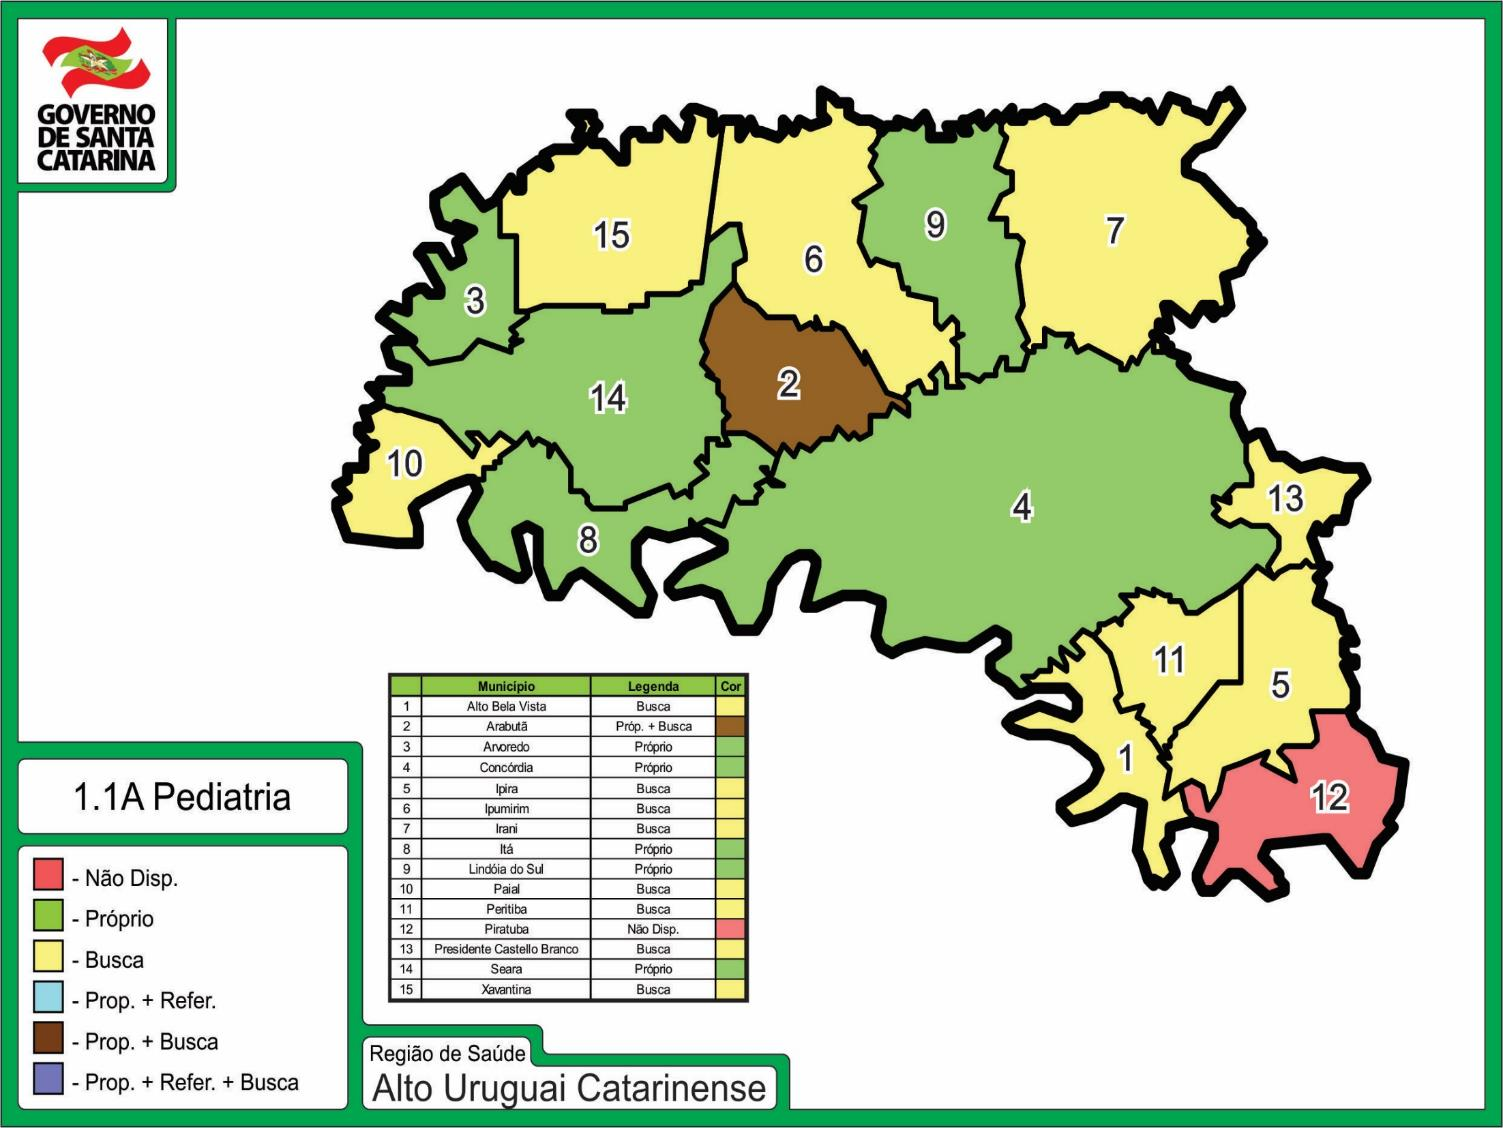 GOVERNO
DE SANTA
CATARINA
15
6
9
7
3
14
2
10
8
4
13
11
5
1
12
Município Legenda Cor
1 Alto Bela Vista Busca
2 Arabutã Próp. + Busca
3 Arvoredo Próprio
4 Concórdia Próprio
5 Ipira Busca
6 Ipumirim Busca
7 Irani Busca
8 Itá Próprio
9 Lindóia do Sul Próprio
10 Paial Busca
11 Peritiba Busca
12 Piratuba Não Disp.
13 Presidente Castello Branco Busca
14 Seara Próprio
15 Xavantina Busca
1.1A Pediatria
- Não Disp.
- Próprio
- Busca
- Prop. + Refer.
- Prop. + Busca
- Prop. + Refer. + Busca
Região de Saúde
Alto Uruguai Catarinense